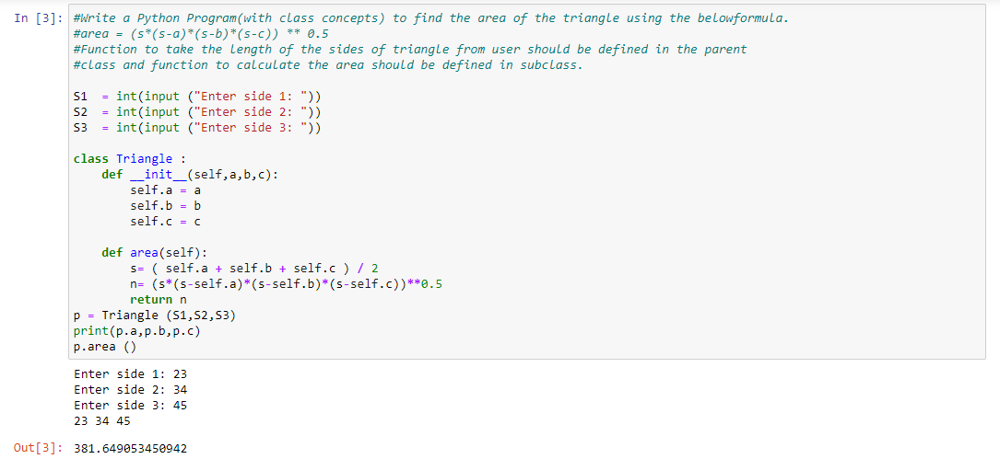 In [3]: #Write a Python Program(with class concepts) to find the area of the triangle using the belowformula.
#area = (s*(s-a)*(s-b)*(s-c)) ** 0.5
#Function to take the length of the sides of triangle from user should be defined in the parent
#class and function to calculate the area should be defined in subclass.

S1  = int(input ("Enter side 1: "))
S2  = int(input ("Enter side 2: "))
S3  = int(input ("Enter side 3: "))

class Triangle :
    def __init__(self,a,b,c):
        self.a = a
        self.b = b
        self.c = c

    def area(self):
        s= ( self.a + self.b + self.c ) / 2
        n= (s*(s-self.a)*(s-self.b)*(s-self.c))**0.5
        return n
p = Triangle (S1,S2,S3)
print(p.a,p.b,p.c)
p.area ()
Enter side 1: 23
Enter side 2: 34
Enter side 3: 45
23 34 45
Out[3]: 381.649053450942